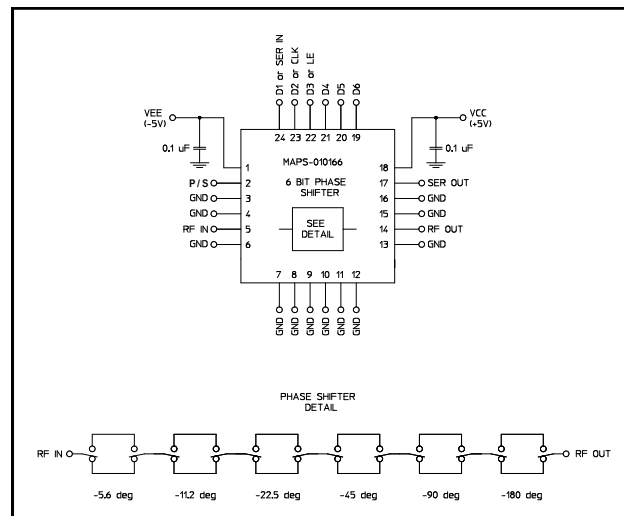 D1 or SER IN
D2 or CLK
D3 or LE
D4
D5
D6
VEE
(-5V)
VCC
(+5V)
24 23 22 21 20 19
0.1 uF
0.1 uF
MAPS-010166
6 BIT PHASE
SHIFTER
SEE
DETAIL
1
P/S 2
GND 3
GND 4
RF IN 5
GND 6
18
17 SER OUT
16 GND
15 GND
14 RF OUT
13 GND
7 8 9 10 11 12
GND GND GND GND GND GND
PHASE SHIFTER
DETAIL
RF IN RF OUT
-5.6 deg -11.2 deg -22.5 deg -45 deg -90 deg -180 deg